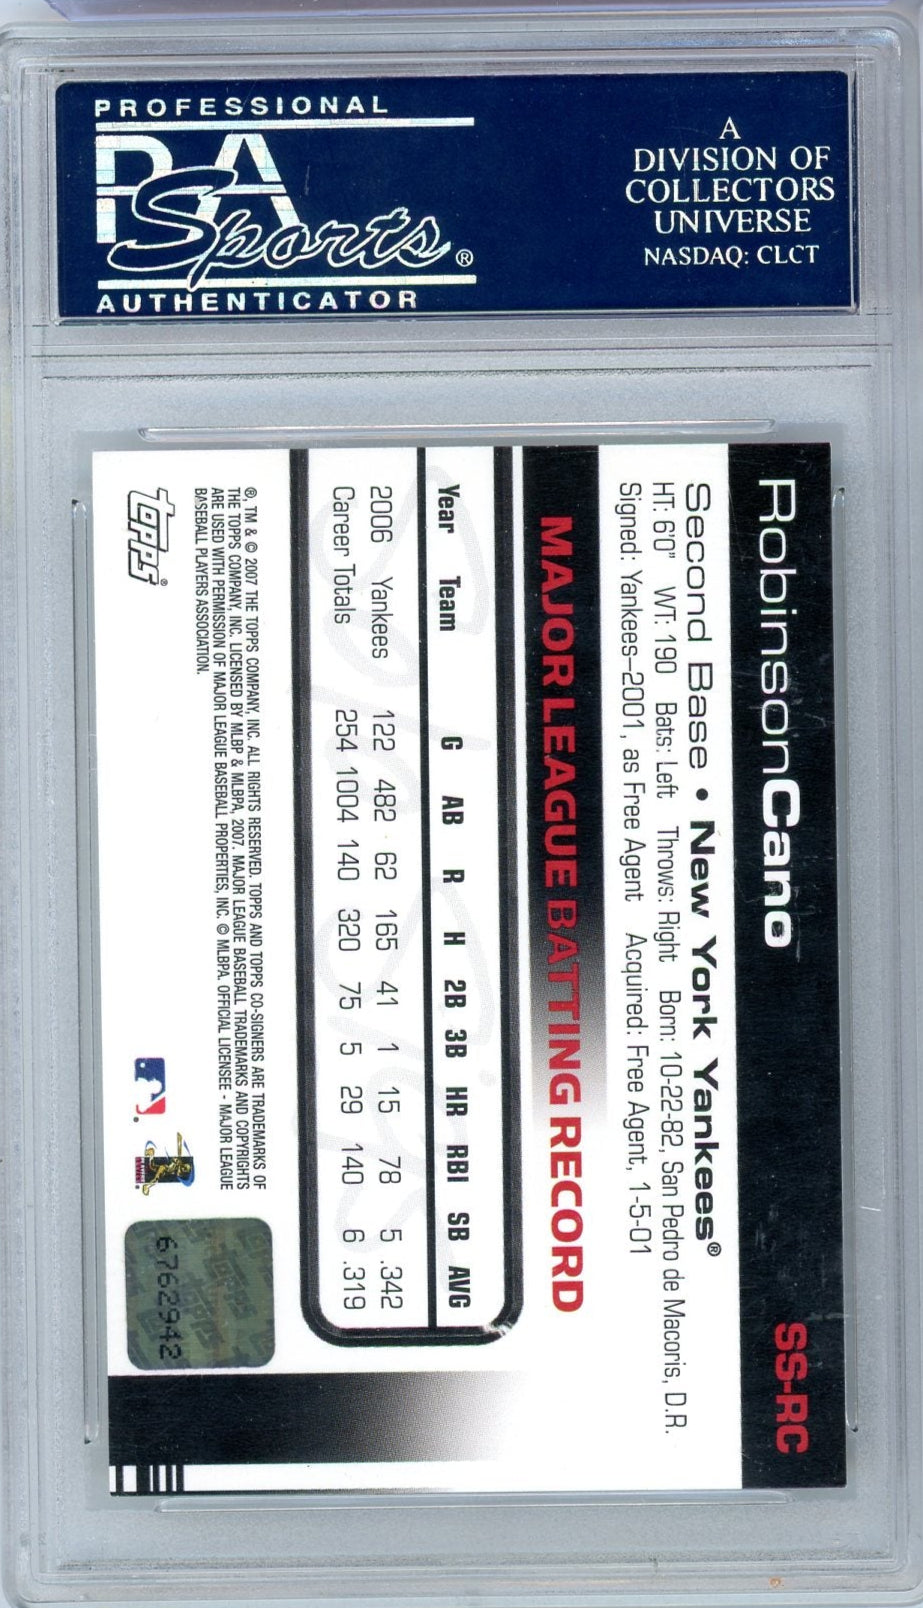 PROFESSIONAL
PSA
Sports®
AUTHENTICATOR
A
DIVISION OF
COLLECTORS
UNIVERSE
NASDAQ: CLCT
RobinsonCano SS-RC
Second Base • New York Yankees®
HT: 6'0" WT: 190 Bats: Left Throws: Right Born: 10-22-82, San Pedro de Macoris, D.R.
Signed: Yankees–2001, as Free Agent Acquired: Free Agent, 1-5-01
MAJOR LEAGUE BATTING RECORD
Year Team G AB R H 2B 3B HR RBI SB AVG
2006 Yankees 122 482 62 165 41 1 15 78 5 .342
Career Totals 254 1004 140 320 75 5 29 140 6 .319
®, TM & © 2007 THE TOPPS COMPANY, INC. ALL RIGHTS RESERVED. TOPPS AND TOPPS CO-SIGNERS ARE TRADEMARKS OF
THE TOPPS COMPANY, INC. LICENSED BY MLBP & MLBPA, 2007. MAJOR LEAGUE BASEBALL TRADEMARKS AND COPYRIGHTS
ARE USED WITH PERMISSION OF MAJOR LEAGUE BASEBALL PROPERTIES, INC. © MLBPA. OFFICIAL LICENSEE - MAJOR LEAGUE
BASEBALL PLAYERS ASSOCIATION.
topps®
6762942